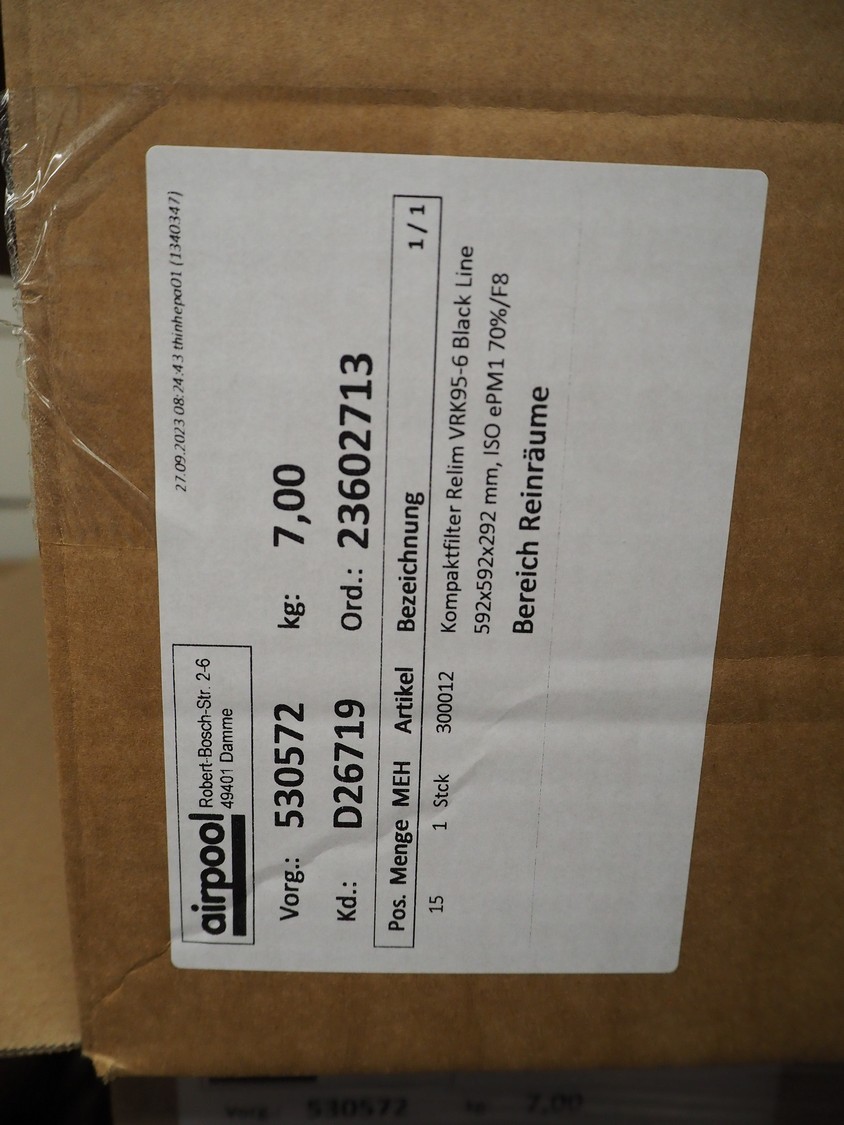 27.09.2023 08:24:43 thinhepa01 (1340347)
airpool
Robert-Bosch-Str. 2-6
49401 Damme
Vorg.: 530572 kg: 7,00
Kd.: D26719 Ord.: 23602713
Pos. Menge MEH Artikel Bezeichnung 1 / 1
15 1 Stck 300012 Kompaktfilter Relim VRK95-6 Black Line
592x592x292 mm, ISO ePM1 70%/F8
Bereich Reinräume
Vorg.: 530572 kg: 7,00